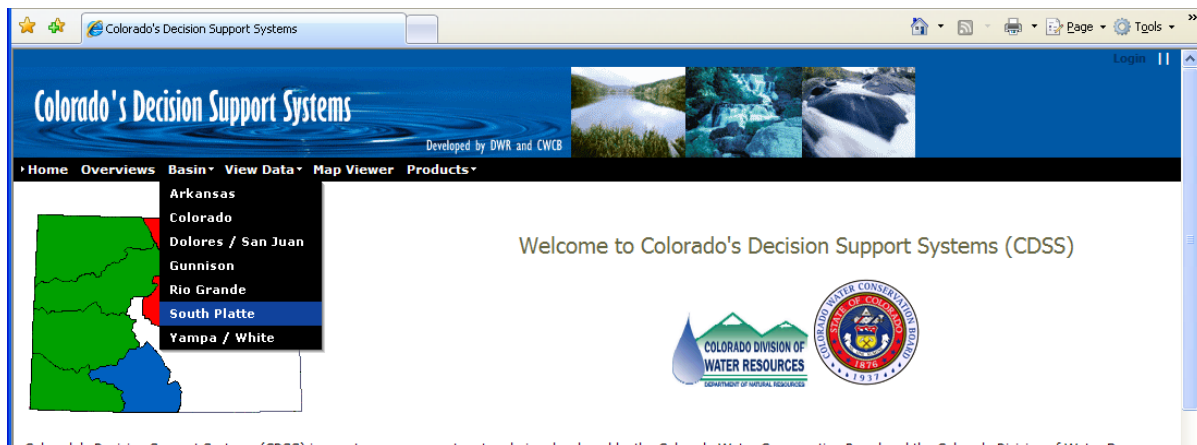 Colorado's Decision Support Systems
Page
Tools
»
Login ||
Colorado's Decision Support Systems
Developed by DWR and CWCB
Home Overviews Basin View Data Map Viewer Products
Arkansas
Colorado
Dolores / San Juan
Gunnison
Rio Grande
South Platte
Yampa / White
Welcome to Colorado's Decision Support Systems (CDSS)
COLORADO DIVISION OF
WATER RESOURCES
DEPARTMENT OF NATURAL RESOURCES
COLORADO WATER CONSERVATION BOARD
STATE OF COLORADO
1876
1937